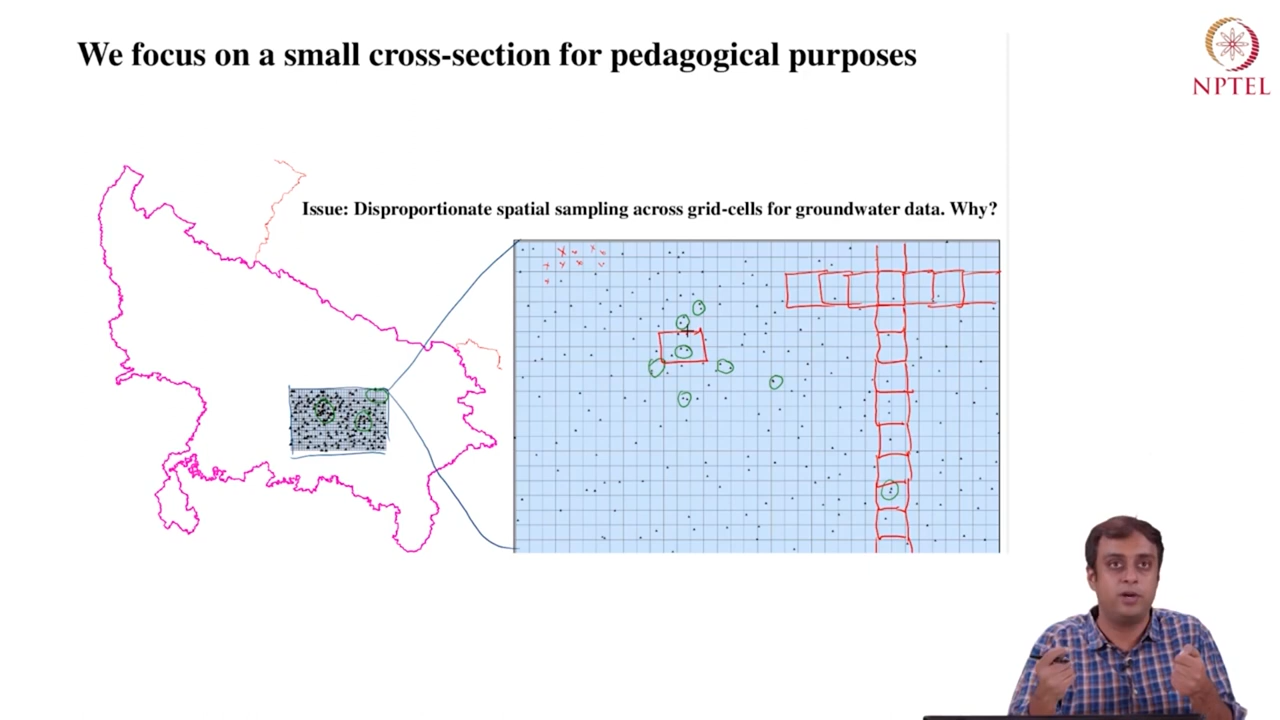 We focus on a small cross-section for pedagogical purposes
NPTEL
Issue: Disproportionate spatial sampling across grid-cells for groundwater data. Why?